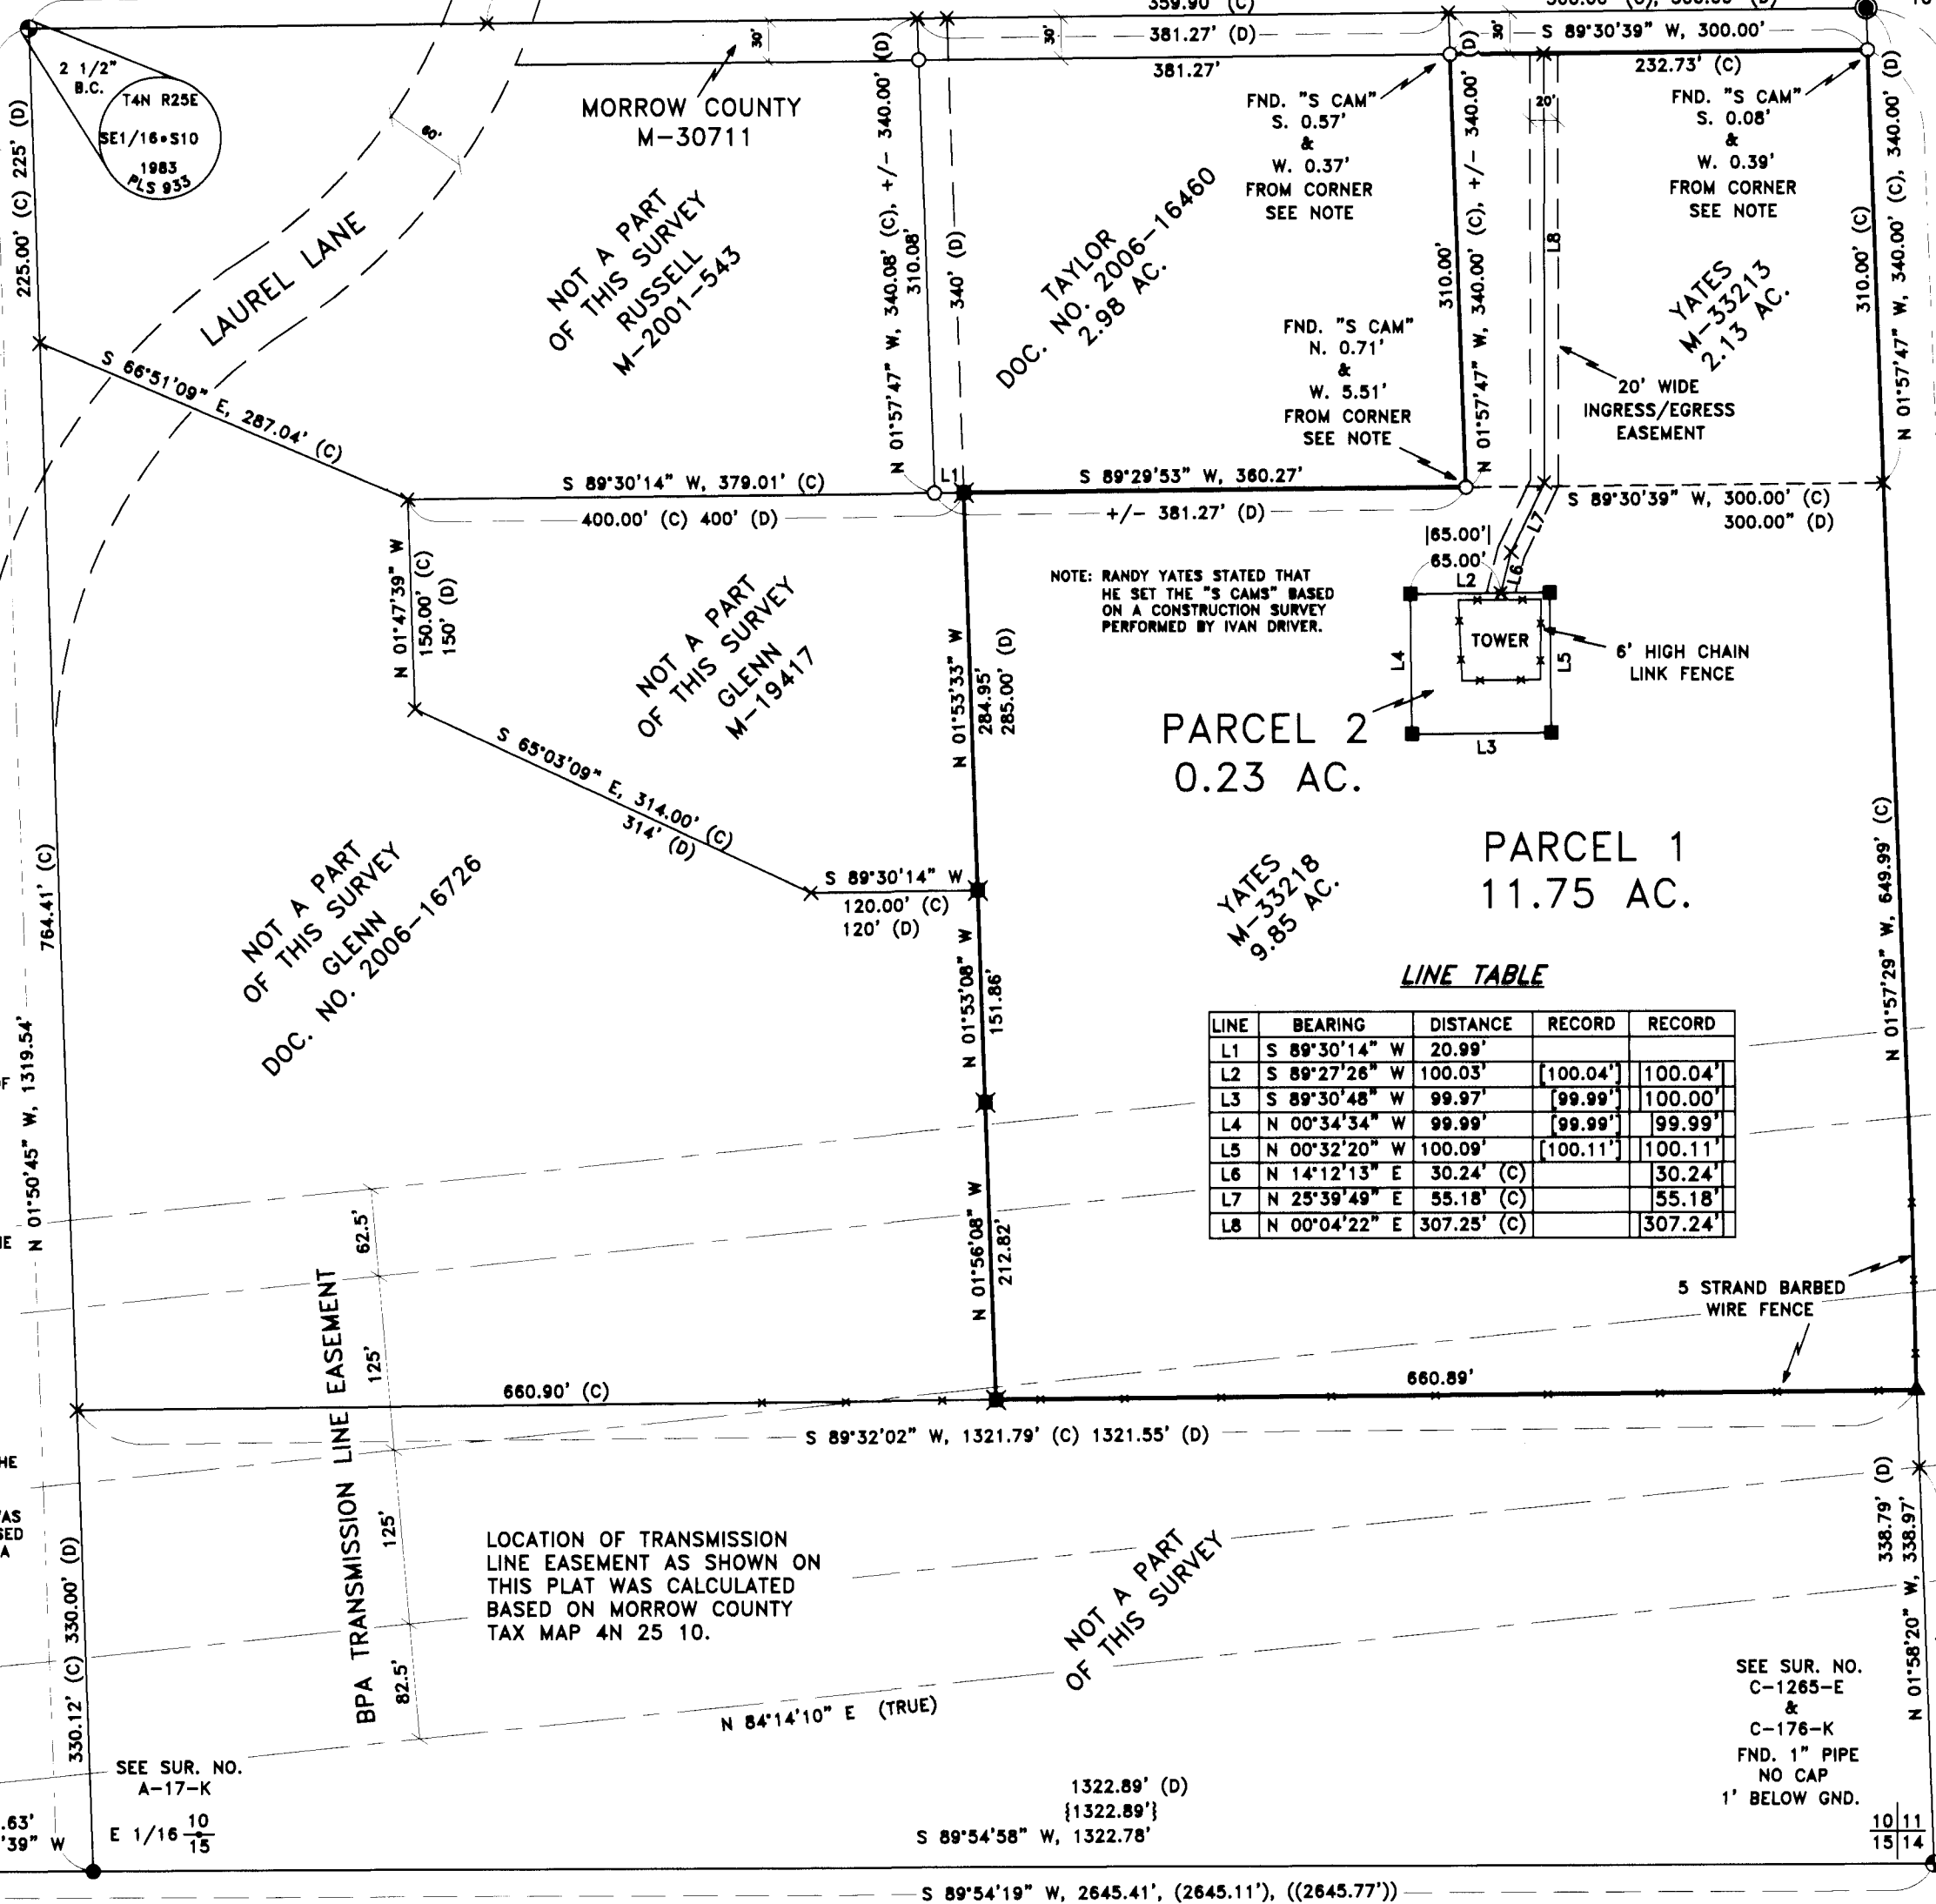 359.90' (C)
381.27' (D)
S 89°30'39" W, 300.00'
30'
30'
30'
381.27'
232.73' (C)
2 1/2"
B.C.
T4N R25E
SE1/16 S10
1983
PLS 933
225.00' (C) 225' (D)
60'
MORROW COUNTY
M-30711
LAUREL LANE
NOT A PART
OF THIS SURVEY
RUSSELL
M-2001-543
N 01°57'47" W, 340.08' (C), +/- 340.00' (D)
310.08'
340' (D)
TAYLOR
DOC. NO. 2006-16460
2.98 AC.
FND. "S CAM"
S. 0.57'
&
W. 0.37'
FROM CORNER
SEE NOTE
310.00'
N 01°57'47" W, 340.00' (C), +/- 340.00' (D)
20'
L8
FND. "S CAM"
S. 0.08'
&
W. 0.39'
FROM CORNER
SEE NOTE
YATES
M-33213
2.13 AC.
310.00' (C)
N 01°57'47" W, 340.00' (C), 340.00' (D)
FND. "S CAM"
N. 0.71'
&
W. 5.51'
FROM CORNER
SEE NOTE
20' WIDE
INGRESS/EGRESS
EASEMENT
S 66°51'09" E, 287.04' (C)
S 89°30'14" W, 379.01' (C)
L1
S 89°29'53" W, 360.27'
400.00' (C) 400' (D)
+/- 381.27' (D)
S 89°30'39" W, 300.00' (C)
300.00" (D)
|65.00'|
65.00'
L7
L6
L2
N 01°47'39" W
150.00' (C)
150' (D)
NOT A PART
OF THIS SURVEY
GLENN
M-19417
NOTE: RANDY YATES STATED THAT
HE SET THE "S CAMS" BASED
ON A CONSTRUCTION SURVEY
PERFORMED BY IVAN DRIVER.
TOWER
L4
L5
L3
6' HIGH CHAIN
LINK FENCE
N 01°53'33" W
284.95'
285.00' (D)
PARCEL 2
0.23 AC.
S 65°03'09" E, 314.00' (C)
314' (D)
S 89°30'14" W
120.00' (C)
120' (D)
PARCEL 1
11.75 AC.
YATES
M-33218
9.85 AC.
NOT A PART
OF THIS SURVEY
GLENN
DOC. NO. 2006-16726
764.41' (C)
N 01°50'45" W, 1319.54'
N 01°53'08" W
151.86'
N 01°57'29" W, 649.99' (C)
LINE TABLE
LINE BEARING DISTANCE RECORD RECORD
L1 S 89°30'14" W 20.99'
L2 S 89°27'26" W 100.03' [100.04'] |100.04'|
L3 S 89°30'48" W 99.97' [99.99'] |100.00'|
L4 N 00°34'34" W 99.99' [99.99'] |99.99'|
L5 N 00°32'20" W 100.09' [100.11'] |100.11'|
L6 N 14°12'13" E 30.24' (C) |30.24'|
L7 N 25°39'49" E 55.18' (C) |55.18'|
L8 N 00°04'22" E 307.25' (C) |307.24'|
N 01°56'08" W
212.82'
62.5'
125'
125'
82.5'
BPA TRANSMISSION LINE EASEMENT
5 STRAND BARBED
WIRE FENCE
660.90' (C)
660.89'
S 89°32'02" W, 1321.79' (C) 1321.55' (D)
HE
AS
SED
A
LOCATION OF TRANSMISSION
LINE EASEMENT AS SHOWN ON
THIS PLAT WAS CALCULATED
BASED ON MORROW COUNTY
TAX MAP 4N 25 10.
NOT A PART
OF THIS SURVEY
330.12' (C) 330.00' (D)
338.79' (D)
N 01°58'20" W, 338.97'
N 84°14'10" E (TRUE)
SEE SUR. NO.
C-1265-E
&
C-176-K
FND. 1" PIPE
NO CAP
1' BELOW GND.
SEE SUR. NO.
A-17-K
E 1/16 10
15
.63'
'39" W
1322.89' (D)
{1322.89'}
S 89°54'58" W, 1322.78'
10 11
15 14
S 89°54'19" W, 2645.41', (2645.11'), ((2645.77'))